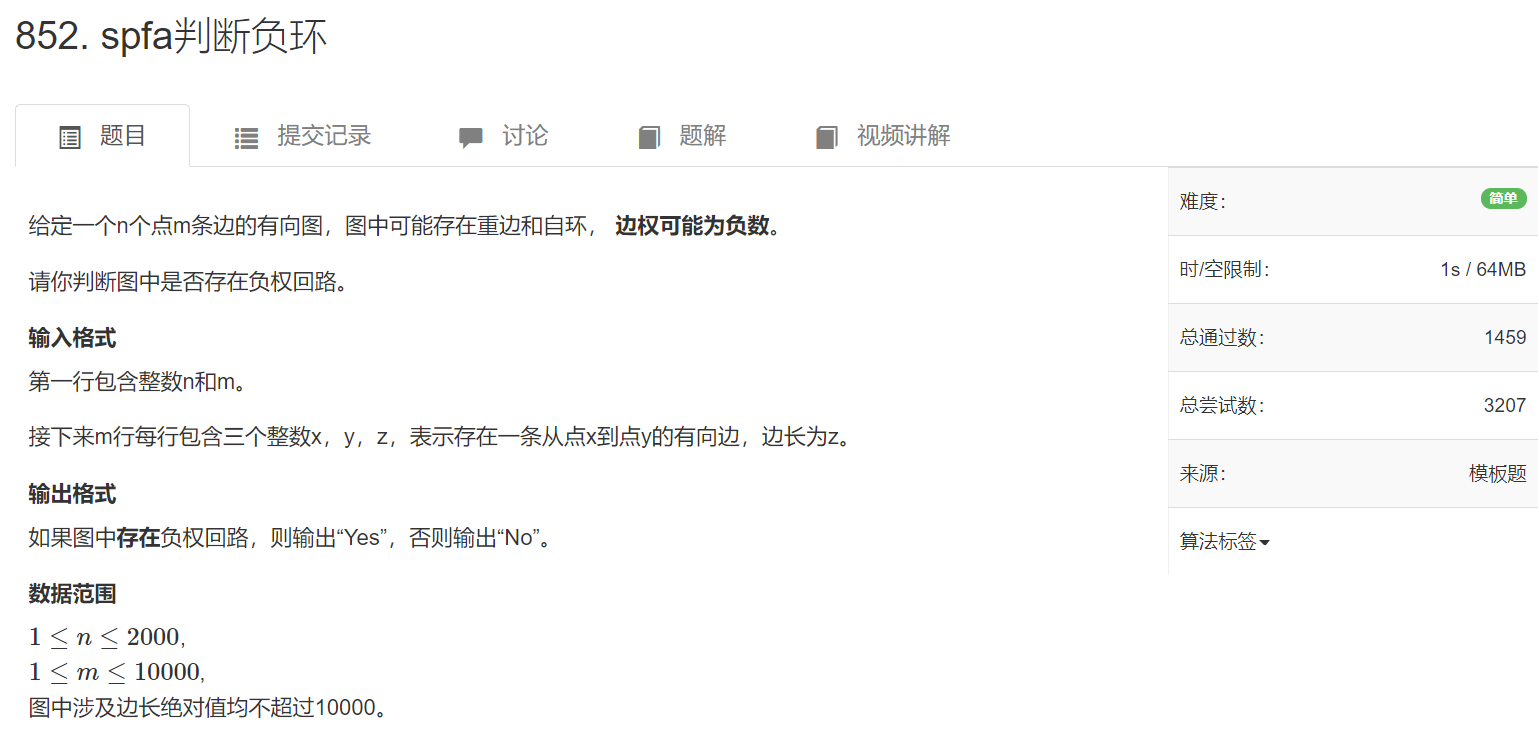 852. spfa判断负环
题目 提交记录 讨论 题解 视频讲解
给定一个n个点m条边的有向图，图中可能存在重边和自环， 边权可能为负数。
请你判断图中是否存在负权回路。
输入格式
第一行包含整数n和m。
接下来m行每行包含三个整数x，y，z，表示存在一条从点x到点y的有向边，边长为z。
输出格式
如果图中存在负权回路，则输出“Yes”，否则输出“No”。
数据范围
1 ≤ n ≤ 2000,
1 ≤ m ≤ 10000,
图中涉及边长绝对值均不超过10000。
难度： 简单
时/空限制： 1s / 64MB
总通过数： 1459
总尝试数： 3207
来源： 模板题
算法标签